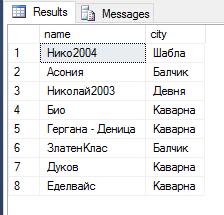 Results Messages
name city
1 Нико2004 Шабла
2 Асония Балчик
3 Николай2003 Девня
4 Био Каварна
5 Гергана - Деница Каварна
6 ЗлатенКлас Балчик
7 Дуков Каварна
8 Еделвайс Каварна